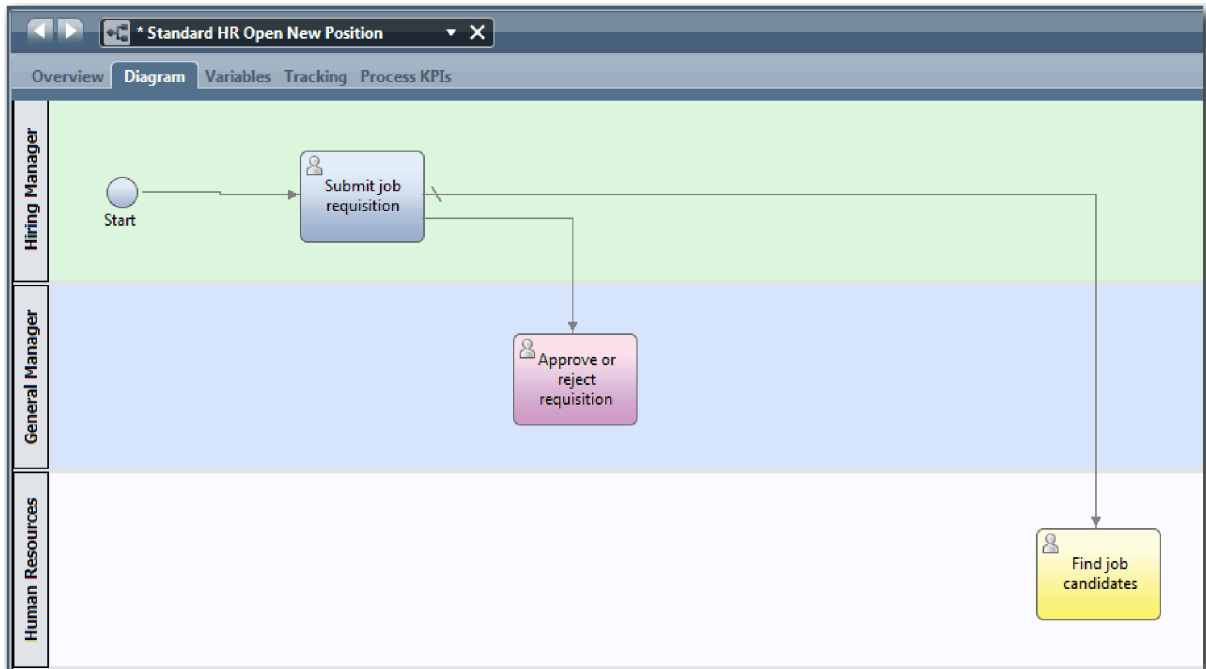 * Standard HR Open New Position
Overview Diagram Variables Tracking Process KPIs
Hiring Manager
Start
Submit job
requisition
General Manager
Approve or
reject
requisition
Human Resources
Find job
candidates